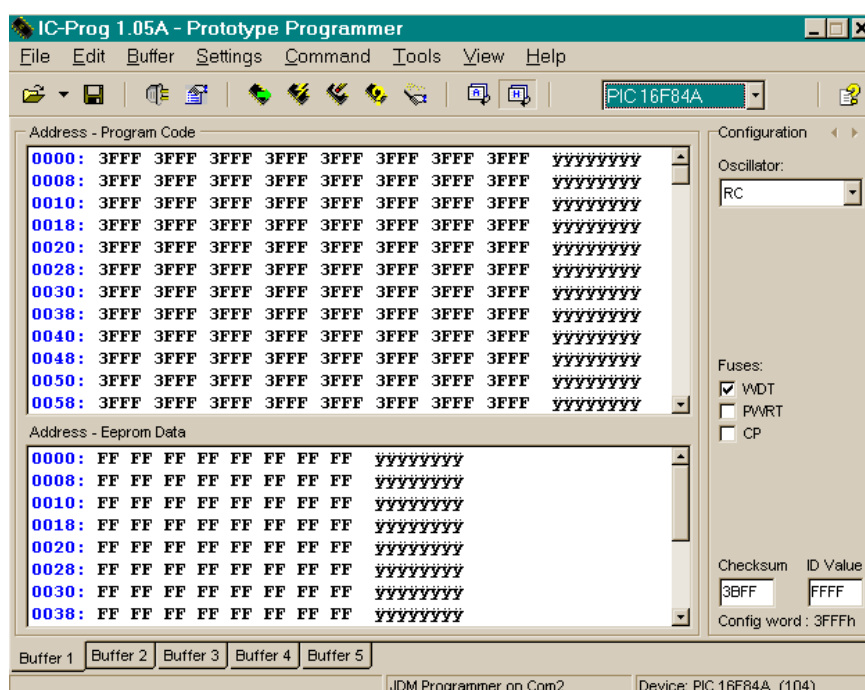 IC-Prog 1.05A - Prototype Programmer
File Edit Buffer Settings Command Tools View Help
PIC 16F84A
Address - Program Code
0000: 3FFF 3FFF 3FFF 3FFF 3FFF 3FFF 3FFF 3FFF ÿÿÿÿÿÿÿÿ
0008: 3FFF 3FFF 3FFF 3FFF 3FFF 3FFF 3FFF 3FFF ÿÿÿÿÿÿÿÿ
0010: 3FFF 3FFF 3FFF 3FFF 3FFF 3FFF 3FFF 3FFF ÿÿÿÿÿÿÿÿ
0018: 3FFF 3FFF 3FFF 3FFF 3FFF 3FFF 3FFF 3FFF ÿÿÿÿÿÿÿÿ
0020: 3FFF 3FFF 3FFF 3FFF 3FFF 3FFF 3FFF 3FFF ÿÿÿÿÿÿÿÿ
0028: 3FFF 3FFF 3FFF 3FFF 3FFF 3FFF 3FFF 3FFF ÿÿÿÿÿÿÿÿ
0030: 3FFF 3FFF 3FFF 3FFF 3FFF 3FFF 3FFF 3FFF ÿÿÿÿÿÿÿÿ
0038: 3FFF 3FFF 3FFF 3FFF 3FFF 3FFF 3FFF 3FFF ÿÿÿÿÿÿÿÿ
0040: 3FFF 3FFF 3FFF 3FFF 3FFF 3FFF 3FFF 3FFF ÿÿÿÿÿÿÿÿ
0048: 3FFF 3FFF 3FFF 3FFF 3FFF 3FFF 3FFF 3FFF ÿÿÿÿÿÿÿÿ
0050: 3FFF 3FFF 3FFF 3FFF 3FFF 3FFF 3FFF 3FFF ÿÿÿÿÿÿÿÿ
0058: 3FFF 3FFF 3FFF 3FFF 3FFF 3FFF 3FFF 3FFF ÿÿÿÿÿÿÿÿ
Address - Eeprom Data
0000: FF FF FF FF FF FF FF FF ÿÿÿÿÿÿÿÿ
0008: FF FF FF FF FF FF FF FF ÿÿÿÿÿÿÿÿ
0010: FF FF FF FF FF FF FF FF ÿÿÿÿÿÿÿÿ
0018: FF FF FF FF FF FF FF FF ÿÿÿÿÿÿÿÿ
0020: FF FF FF FF FF FF FF FF ÿÿÿÿÿÿÿÿ
0028: FF FF FF FF FF FF FF FF ÿÿÿÿÿÿÿÿ
0030: FF FF FF FF FF FF FF FF ÿÿÿÿÿÿÿÿ
0038: FF FF FF FF FF FF FF FF ÿÿÿÿÿÿÿÿ
Configuration
Oscillator:
RC
Fuses:
WDT
PWRT
CP
Checksum ID Value
3BFF FFFF
Config word : 3FFFh
Buffer 1 Buffer 2 Buffer 3 Buffer 4 Buffer 5
JDM Programmer on Com2 Device: PIC 16F84A (104)